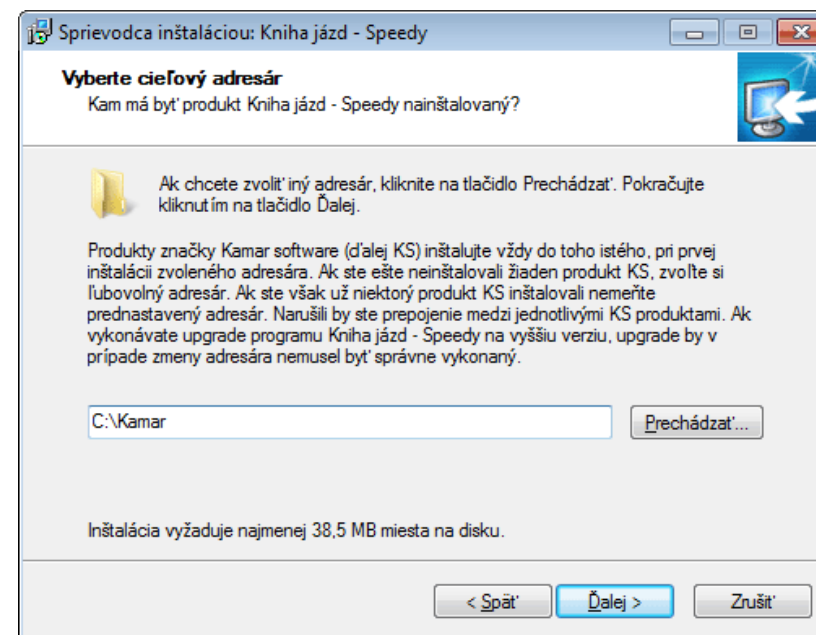 Sprievodca inštaláciou: Kniha jázd - Speedy
Vyberte cieľový adresár
Kam má byť produkt Kniha jázd - Speedy nainštalovaný?
Ak chcete zvoliť iný adresár, kliknite na tlačidlo Prechádzať. Pokračujte
kliknutím na tlačidlo Ďalej.
Produkty značky Kamar software (ďalej KS) inštalujte vždy do toho istého, pri prvej
inštalácii zvoleného adresára. Ak ste ešte neinštalovali žiaden produkt KS, zvoľte si
ľubovolný adresár. Ak ste však už niektorý produkt KS inštalovali nemeňte
prednastavený adresár. Narušili by ste prepojenie medzi jednotlivými KS produktami. Ak
vykonávate upgrade programu Kniha jázd - Speedy na vyššiu verziu, upgrade by v
prípade zmeny adresára nemusel byť správne vykonaný.
C:\Kamar
Prechádzať...
Inštalácia vyžaduje najmenej 38,5 MB miesta na disku.
< Späť
Ďalej >
Zrušiť